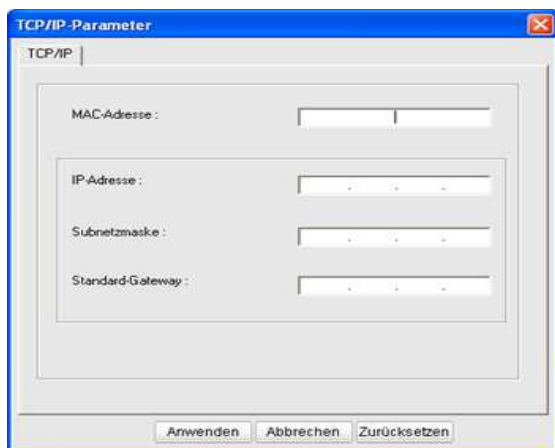 TCP/IP-Parameter
TCP/IP
MAC-Adresse :
IP-Adresse :
. . .
Subnetzmaske :
. . .
Standard-Gateway :
. . .
Anwenden Abbrechen Zurücksetzen